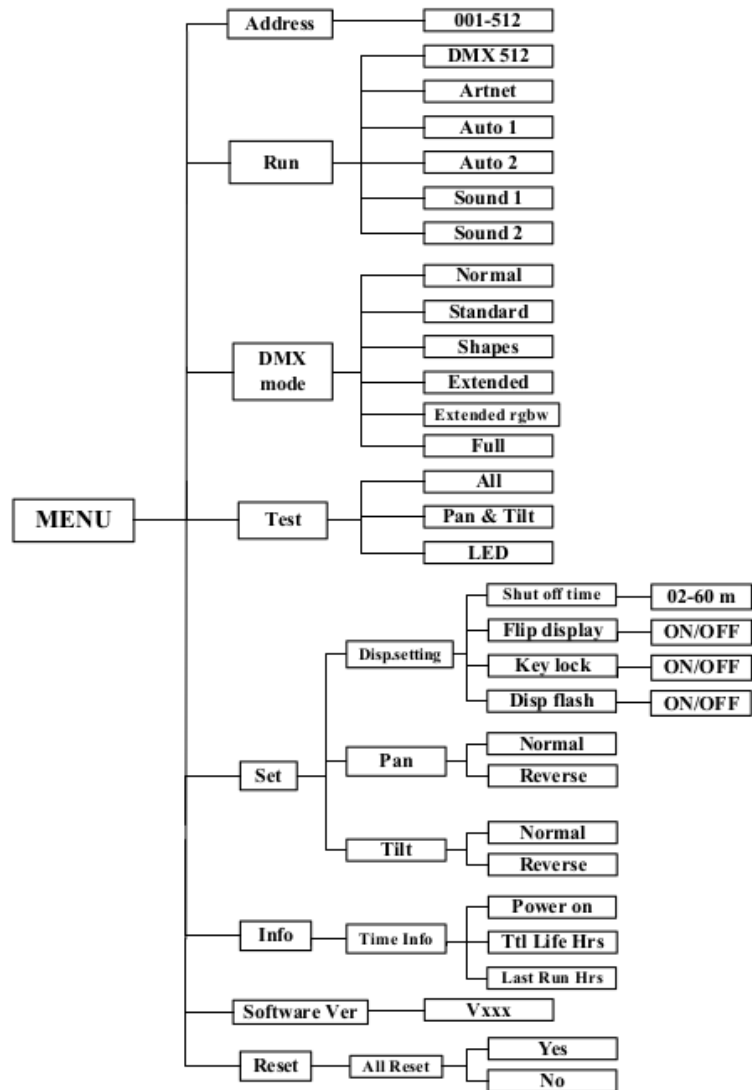 Address
001-512
DMX 512
Artnet
Auto 1
Run
Auto 2
Sound 1
Sound 2
Normal
Standard
Shapes
DMX
mode
Extended
Extended rgbw
Full
All
MENU
Test
Pan & Tilt
LED
Shut off time
02-60 m
Flip display
ON/OFF
Disp.setting
Key lock
ON/OFF
Disp flash
ON/OFF
Set
Pan
Normal
Reverse
Tilt
Normal
Reverse
Info
Time Info
Power on
Ttl Life Hrs
Last Run Hrs
Software Ver
Vxxx
Reset
All Reset
Yes
No